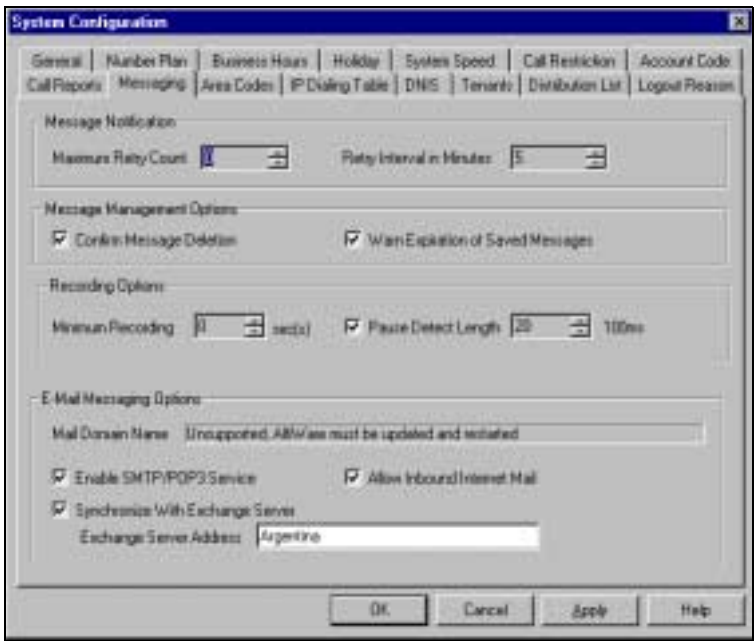 System Configuration
General Number Plan Business Hours Holiday System Speed Call Restriction Account Code
Call Reports Messaging Area Codes IP Dialing Table DNIS Tenants Distribution List Logout Reason
Message Notification
Maximum Retry Count 0 Retry Interval in Minutes 5
Message Management Options
Confirm Message Deletion Warn Expiration of Saved Messages
Recording Options
Minimum Recording 0 sec(s) Pause Detect Length 20 100ms
E-Mail Messaging Options
Mail Domain Name Unsupported, AltiWare must be updated and restarted
Enable SMTP/POP3 Service Allow Inbound Internet Mail
Synchronize With Exchange Server
Exchange Server Address Argentina
OK Cancel Apply Help